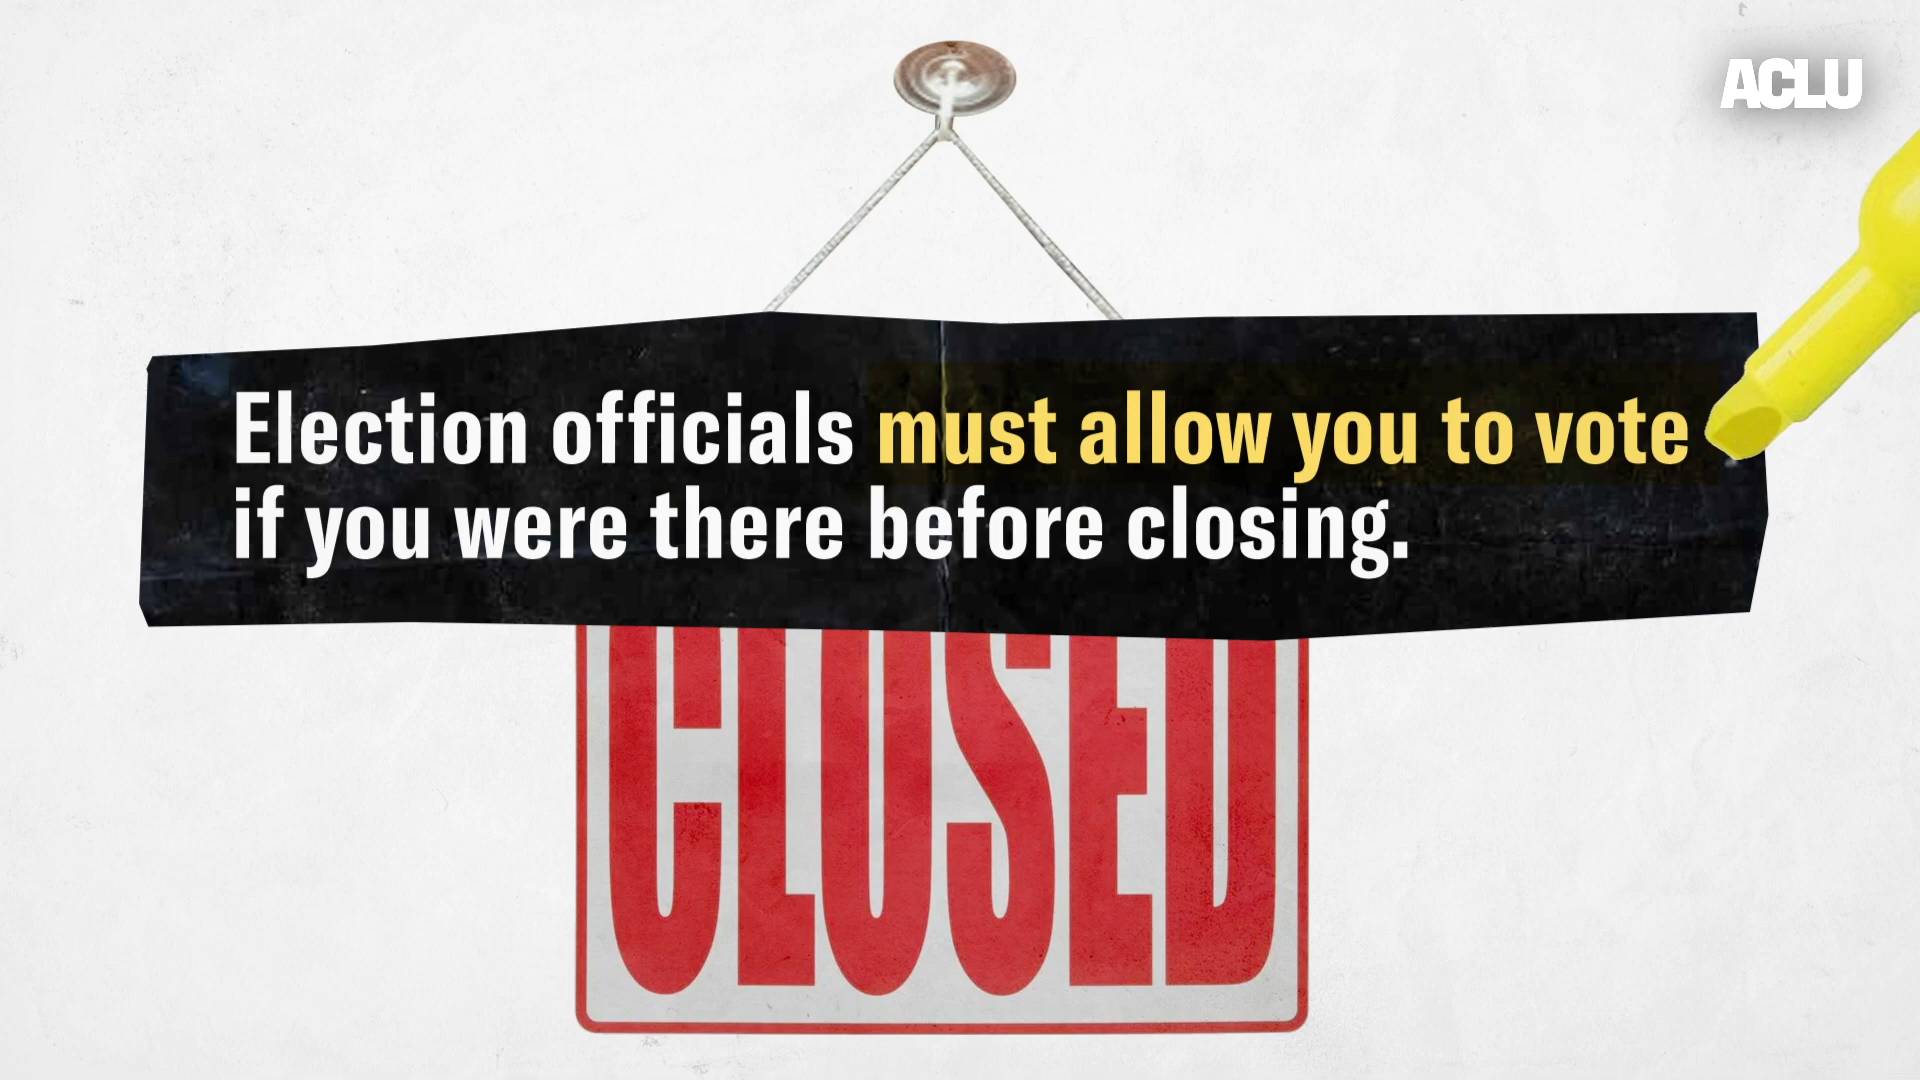 ACLU
Election officials must allow you to vote
if you were there before closing.
CLOSED